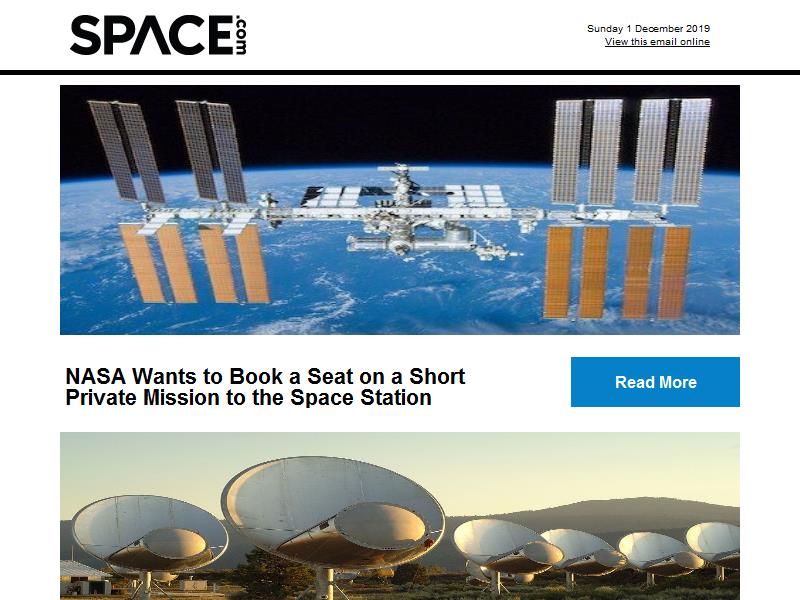 SPACE.com
Sunday 1 December 2019
View this email online
NASA Wants to Book a Seat on a Short
Private Mission to the Space Station
Read More